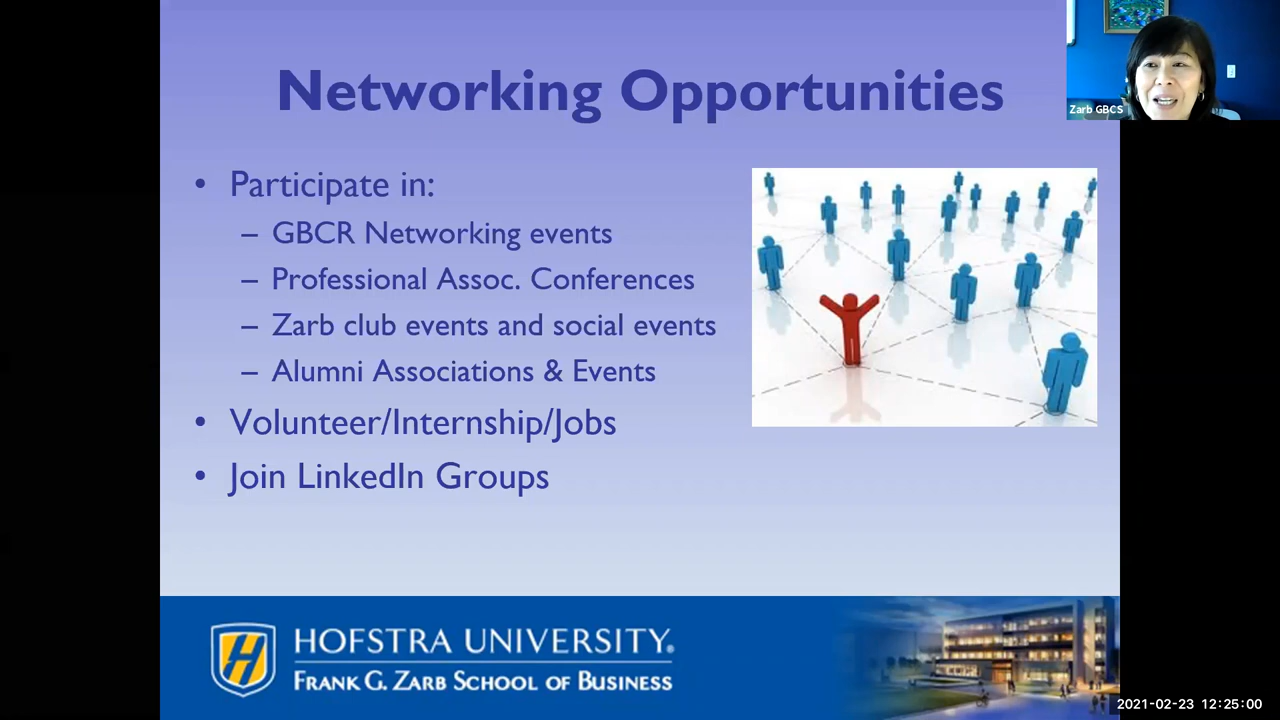 Networking Opportunities
Zarb GBCS
• Participate in:
– GBCR Networking events
– Professional Assoc. Conferences
– Zarb club events and social events
– Alumni Associations & Events
• Volunteer/Internship/Jobs
• Join LinkedIn Groups
H
HOFSTRA UNIVERSITY®
FRANK G. ZARB SCHOOL OF BUSINESS
2021-02-23 12:25:00